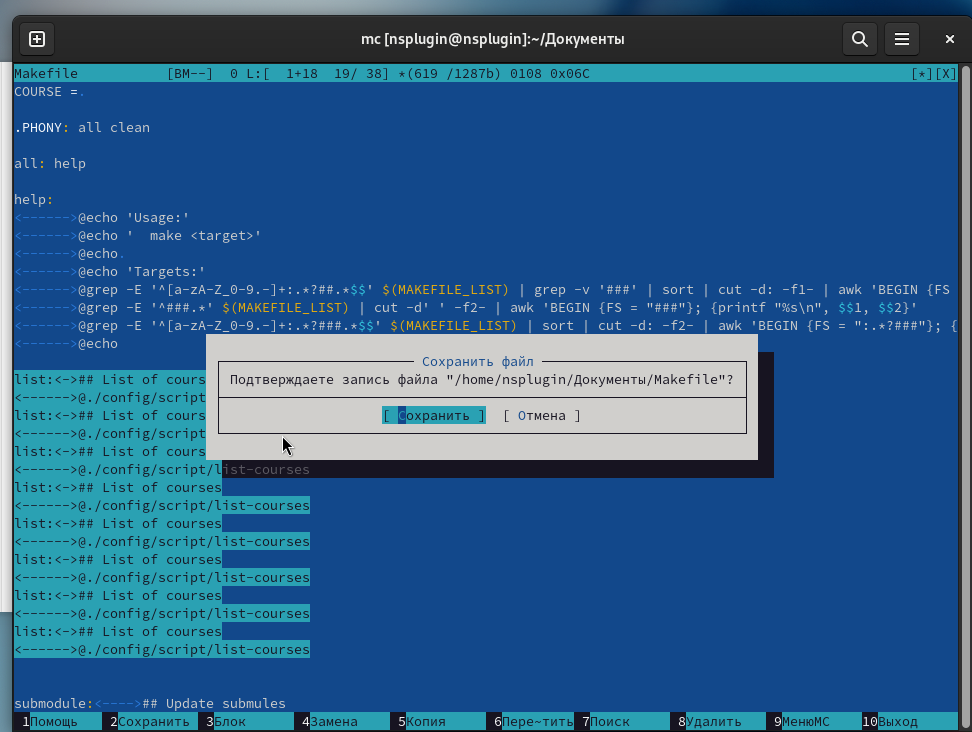 mc [nsplugin@nsplugin]:~/Документы
Makefile [BM--] 0 L:[ 1+18 19/ 38] *(619 /1287b) 0108 0x06C [*][X]
COURSE =.
.PHONY: all clean
all: help
help:
<------>@echo 'Usage:'
<------>@echo '  make <target>'
<------>@echo.
<------>@echo 'Targets:'
<------>@grep -E '^[a-zA-Z_0-9.-]+:.*?##.*$$' $(MAKEFILE_LIST) | grep -v '###' | sort | cut -d: -f1- | awk 'BEGIN {FS
<------>@grep -E '^###.*' $(MAKEFILE_LIST) | cut -d' ' -f2- | awk 'BEGIN {FS = "###"}; {printf "%s\n", $$1, $$2}'
<------>@grep -E '^[a-zA-Z_0-9.-]+:.*?###.*$$' $(MAKEFILE_LIST) | sort | cut -d: -f2- | awk 'BEGIN {FS = ":.*?###"}; {
<------>@echo
Сохранить файл
list:<->## List of cours
Подтверждаете запись файла "/home/nsplugin/Документы/Makefile"?
<------>@./config/script
list:<->## List of cours
[ Сохранить ] [ Отмена ]
<------>@./config/script
list:<->## List of cours
<------>@./config/script/list-courses
list:<->## List of courses
<------>@./config/script/list-courses
list:<->## List of courses
<------>@./config/script/list-courses
list:<->## List of courses
<------>@./config/script/list-courses
list:<->## List of courses
<------>@./config/script/list-courses
list:<->## List of courses
<------>@./config/script/list-courses
submodule:<---->## Update submules
1Помощь 2Сохранить 3Блок 4Замена 5Копия 6Пере~тить 7Поиск 8Удалить 9МенюMC 10Выход